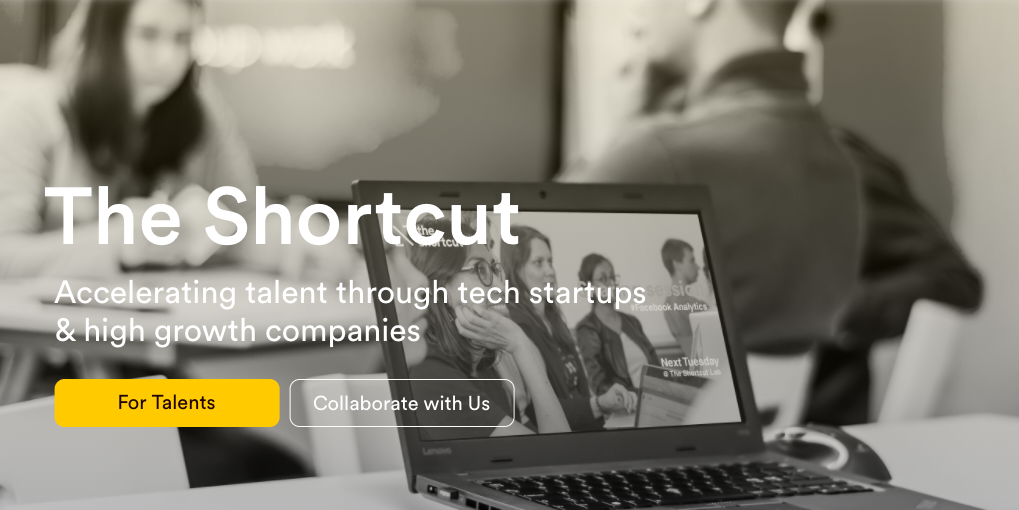 The Shortcut
the
shortcut
Accelerating talent through tech startups
#Facebook Analytics
& high growth companies
Next Tuesday
@ The Shortcut Lab
For Talents
Collaborate with Us
Lenovo